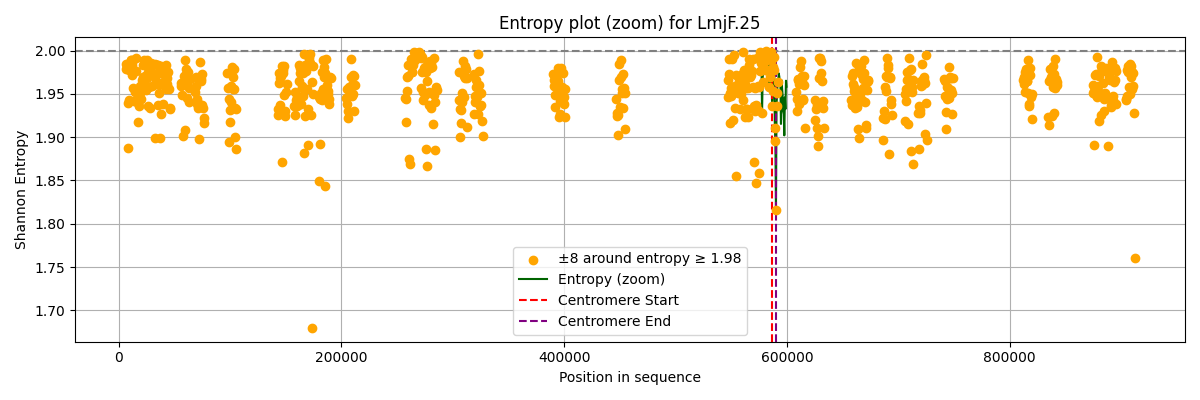 Entropy plot (zoom) for LmjF.25
Shannon Entropy
2.00
1.95
1.90
1.85
1.80
1.75
1.70
±8 around entropy ≥ 1.98
Entropy (zoom)
Centromere Start
Centromere End
0
200000
400000
600000
800000
Position in sequence